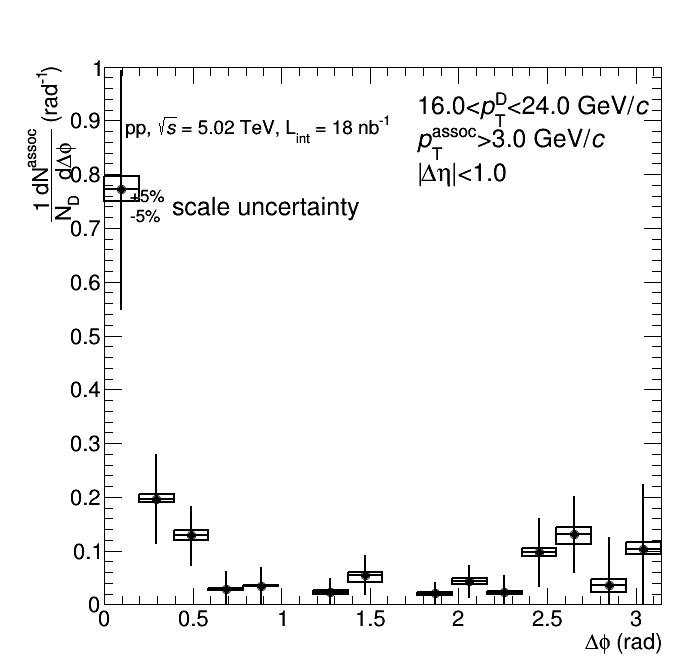 1 dN^assoc
N_D dΔϕ (rad^-1)
1
0.9
0.8
0.7
0.6
0.5
0.4
0.3
0.2
0.1
0
pp, √s = 5.02 TeV, L_int = 18 nb^-1
+5%
-5% scale uncertainty
16.0<p_T^D<24.0 GeV/c
p_T^assoc>3.0 GeV/c
|Δη|<1.0
0 0.5 1 1.5 2 2.5 3
Δϕ (rad)